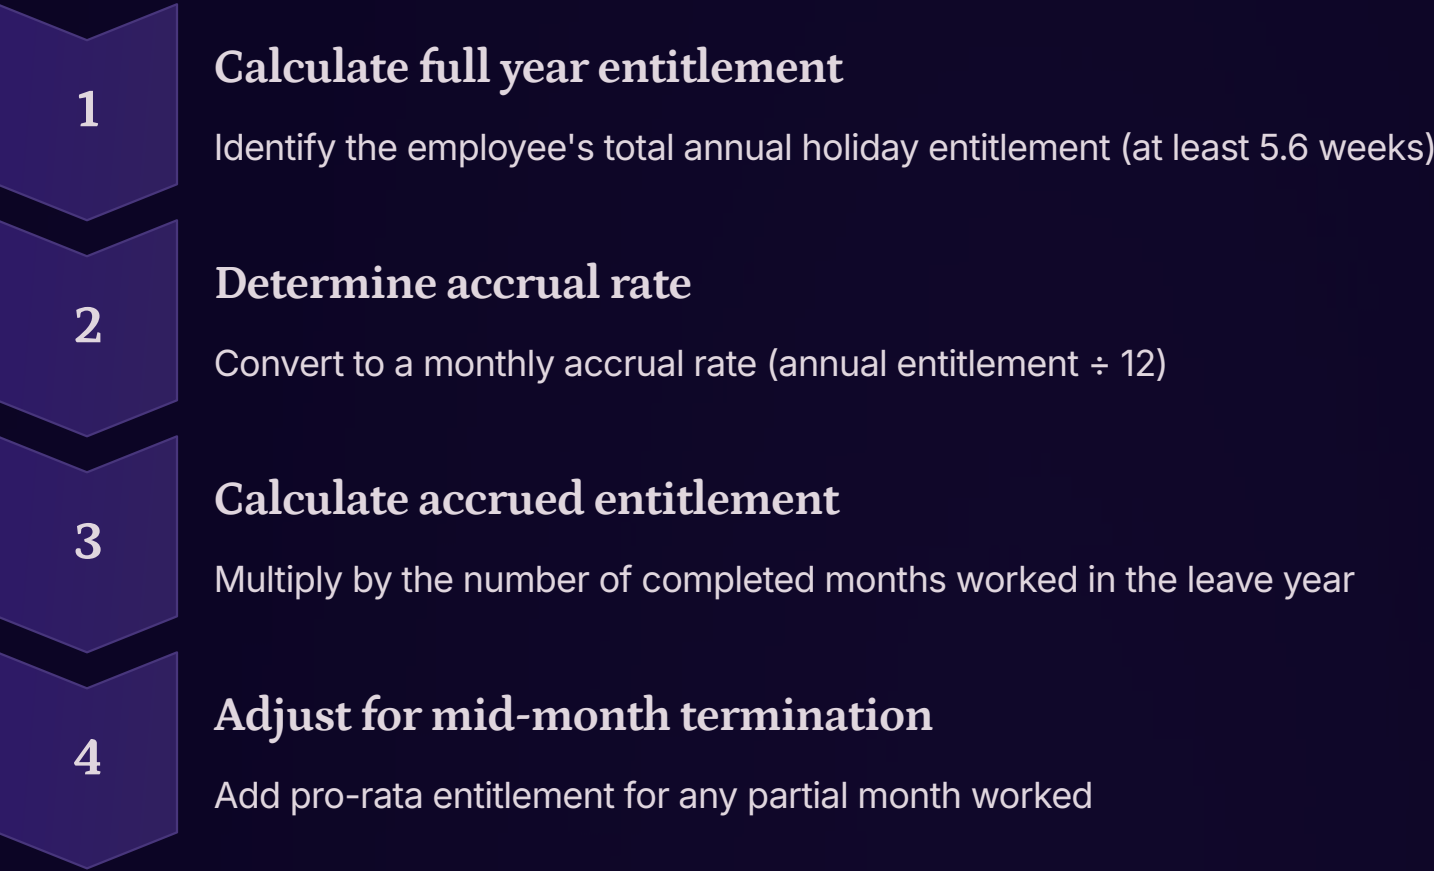 1
Calculate full year entitlement
Identify the employee's total annual holiday entitlement (at least 5.6 weeks)
2
Determine accrual rate
Convert to a monthly accrual rate (annual entitlement ÷ 12)
3
Calculate accrued entitlement
Multiply by the number of completed months worked in the leave year
4
Adjust for mid-month termination
Add pro-rata entitlement for any partial month worked